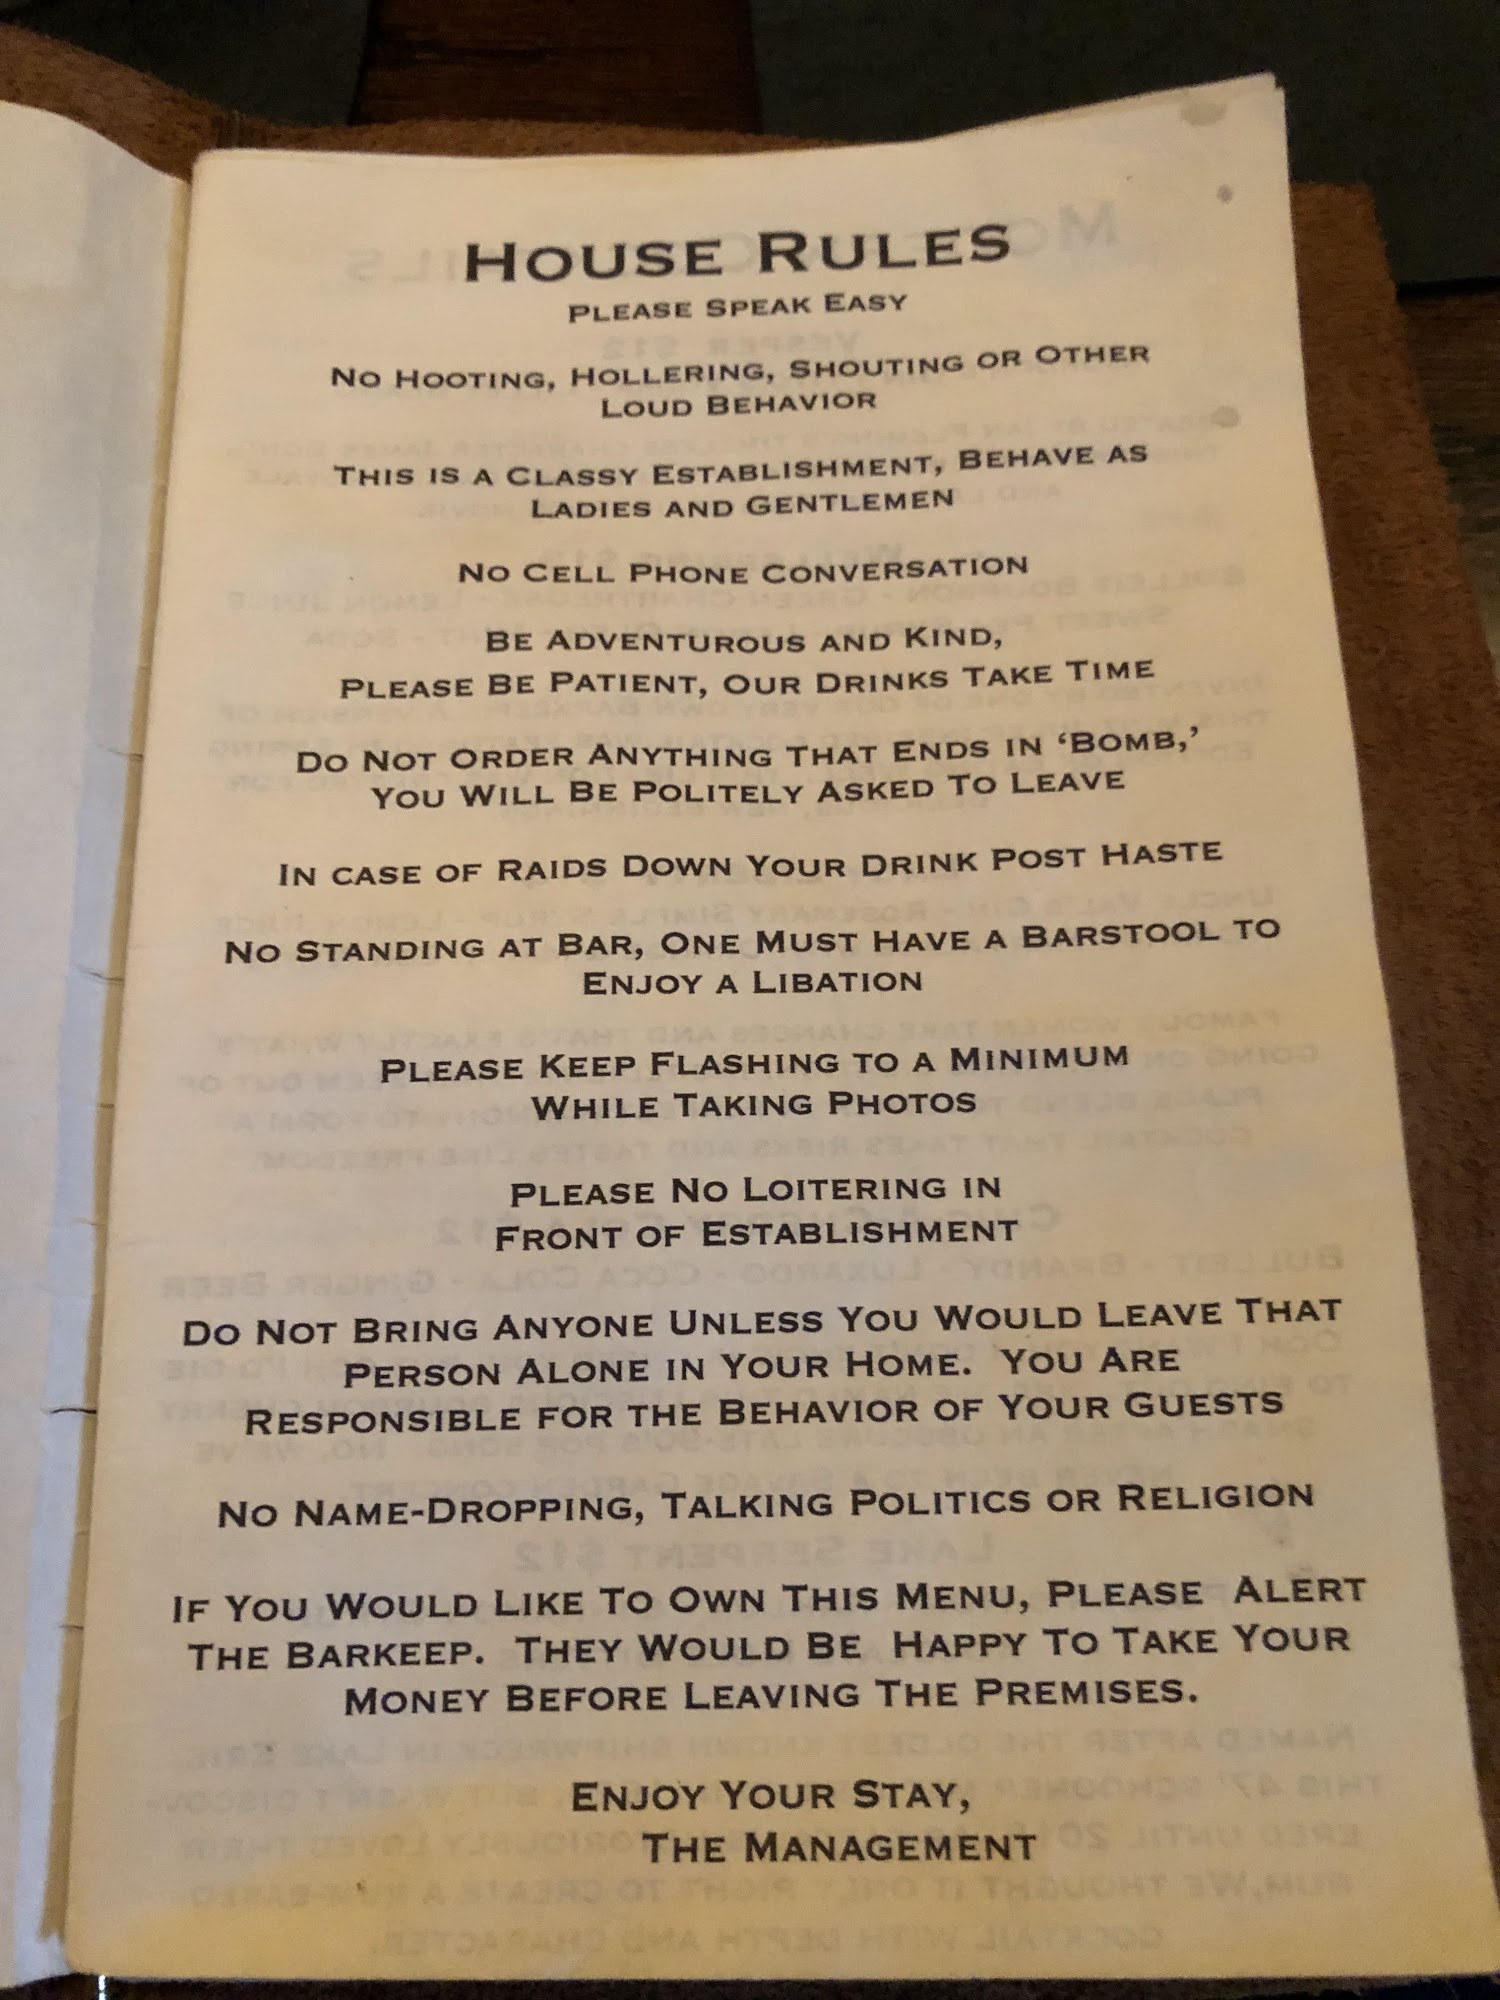 House Rules
Please Speak Easy
No Hooting, Hollering, Shouting or Other
Loud Behavior
This is a Classy Establishment, Behave as
Ladies and Gentlemen
No Cell Phone Conversation
Be Adventurous and Kind,
Please Be Patient, Our Drinks Take Time
Do Not Order Anything That Ends in ‘Bomb,’
You Will Be Politely Asked To Leave
In case of Raids Down Your Drink Post Haste
No Standing at Bar, One Must Have a Barstool to
Enjoy a Libation
Please Keep Flashing to a Minimum
While Taking Photos
Please No Loitering in
Front of Establishment
Do Not Bring Anyone Unless You Would Leave That
Person Alone in Your Home. You Are
Responsible for the Behavior of Your Guests
No Name-Dropping, Talking Politics or Religion
If You Would Like To Own This Menu, Please Alert
The Barkeep. They Would Be Happy To Take Your
Money Before Leaving The Premises.
Enjoy Your Stay,
The Management